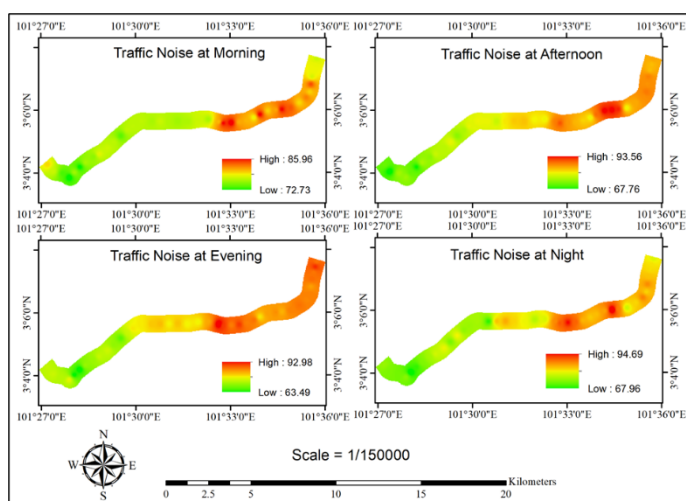 101°27'0"E 101°30'0"E 101°33'0"E 101°36'0"E 101°27'0"E 101°30'0"E 101°33'0"E 101°36'0"E
Traffic Noise at Morning
3°6'0"N
3°4'0"N
High : 85.96
Low : 72.73
Traffic Noise at Afternoon
3°6'0"N
3°6'0"N
3°4'0"N
3°4'0"N
High : 93.56
Low : 67.76
3°6'0"N
3°4'0"N
101°27'0"E 101°30'0"E 101°33'0"E 101°36'0"E 101°27'0"E 101°30'0"E 101°33'0"E 101°36'0"E
Traffic Noise at Evening
3°6'0"N
3°4'0"N
High : 92.98
Low : 63.49
Traffic Noise at Night
3°6'0"N
3°6'0"N
3°4'0"N
3°4'0"N
High : 94.69
Low : 67.96
3°6'0"N
3°4'0"N
101°27'0"E 101°30'0"E 101°33'0"E 101°36'0"E 101°27'0"E 101°30'0"E 101°33'0"E 101°36'0"E
N
W E
S
Scale = 1/150000
Kilometers
0 2.5 5 10 15 20